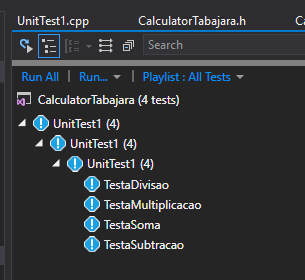 UnitTest1.cpp CalculatorTabajara.h
Search
Run All | Run... | Playlist : All Tests
CalculatorTabajara (4 tests)
UnitTest1 (4)
UnitTest1 (4)
UnitTest1 (4)
TestaDivisao
TestaMultiplicacao
TestaSoma
TestaSubtracao